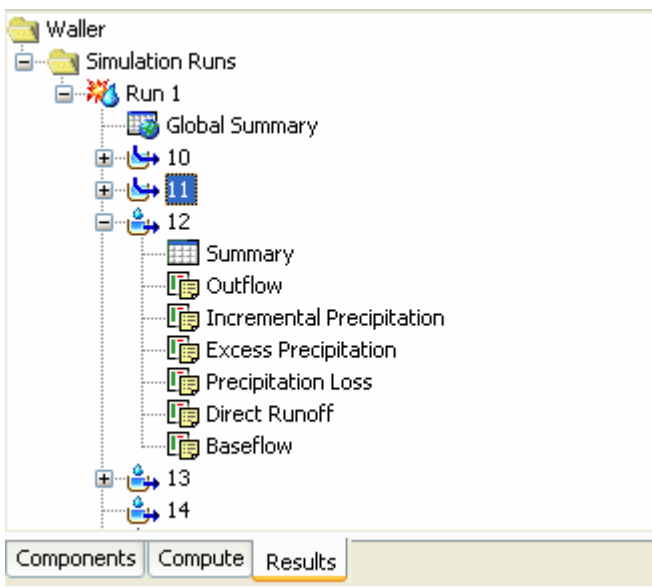 Waller
Simulation Runs
Run 1
Global Summary
10
11
12
Summary
Outflow
Incremental Precipitation
Excess Precipitation
Precipitation Loss
Direct Runoff
Baseflow
13
14
Components Compute Results